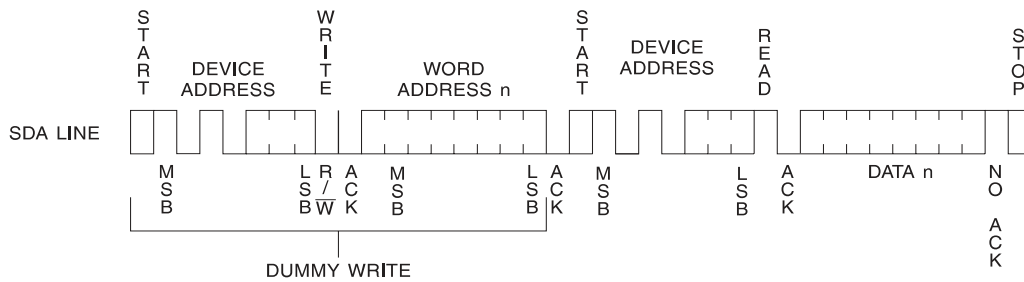 START
DEVICE
ADDRESS
WRITE
WORD
ADDRESS n
START
DEVICE
ADDRESS
READ
STOP
SDA LINE
MSB
LSB
R/W̅
ACK
MSB
LSB
ACK
MSB
LSB
ACK
DATA n
NO ACK
DUMMY WRITE